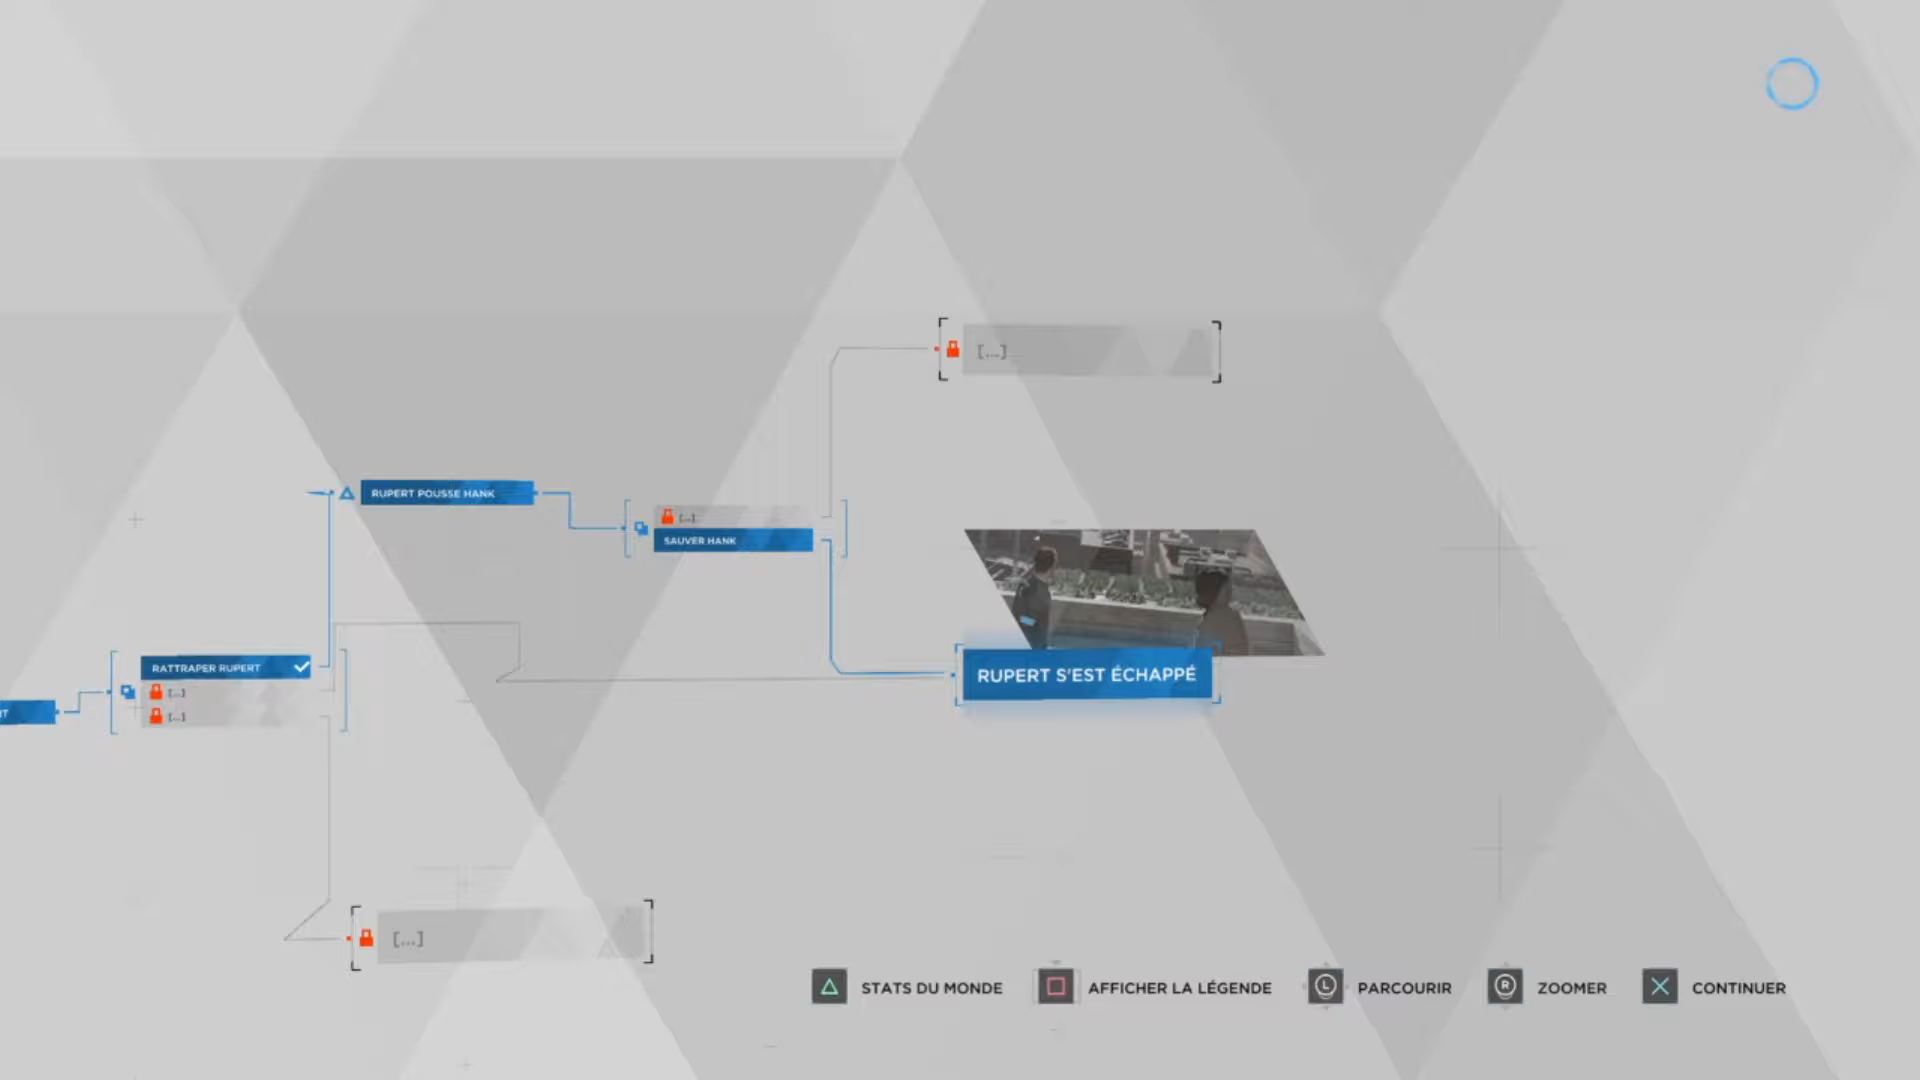 [...]
RUPERT POUSSE HANK
[...]
SAUVER HANK
RATTRAPER RUPERT
[...]
[...]
RUPERT S'EST ÉCHAPPÉ
[...]
STATS DU MONDE
AFFICHER LA LÉGENDE
L PARCOURIR
R ZOOMER
CONTINUER